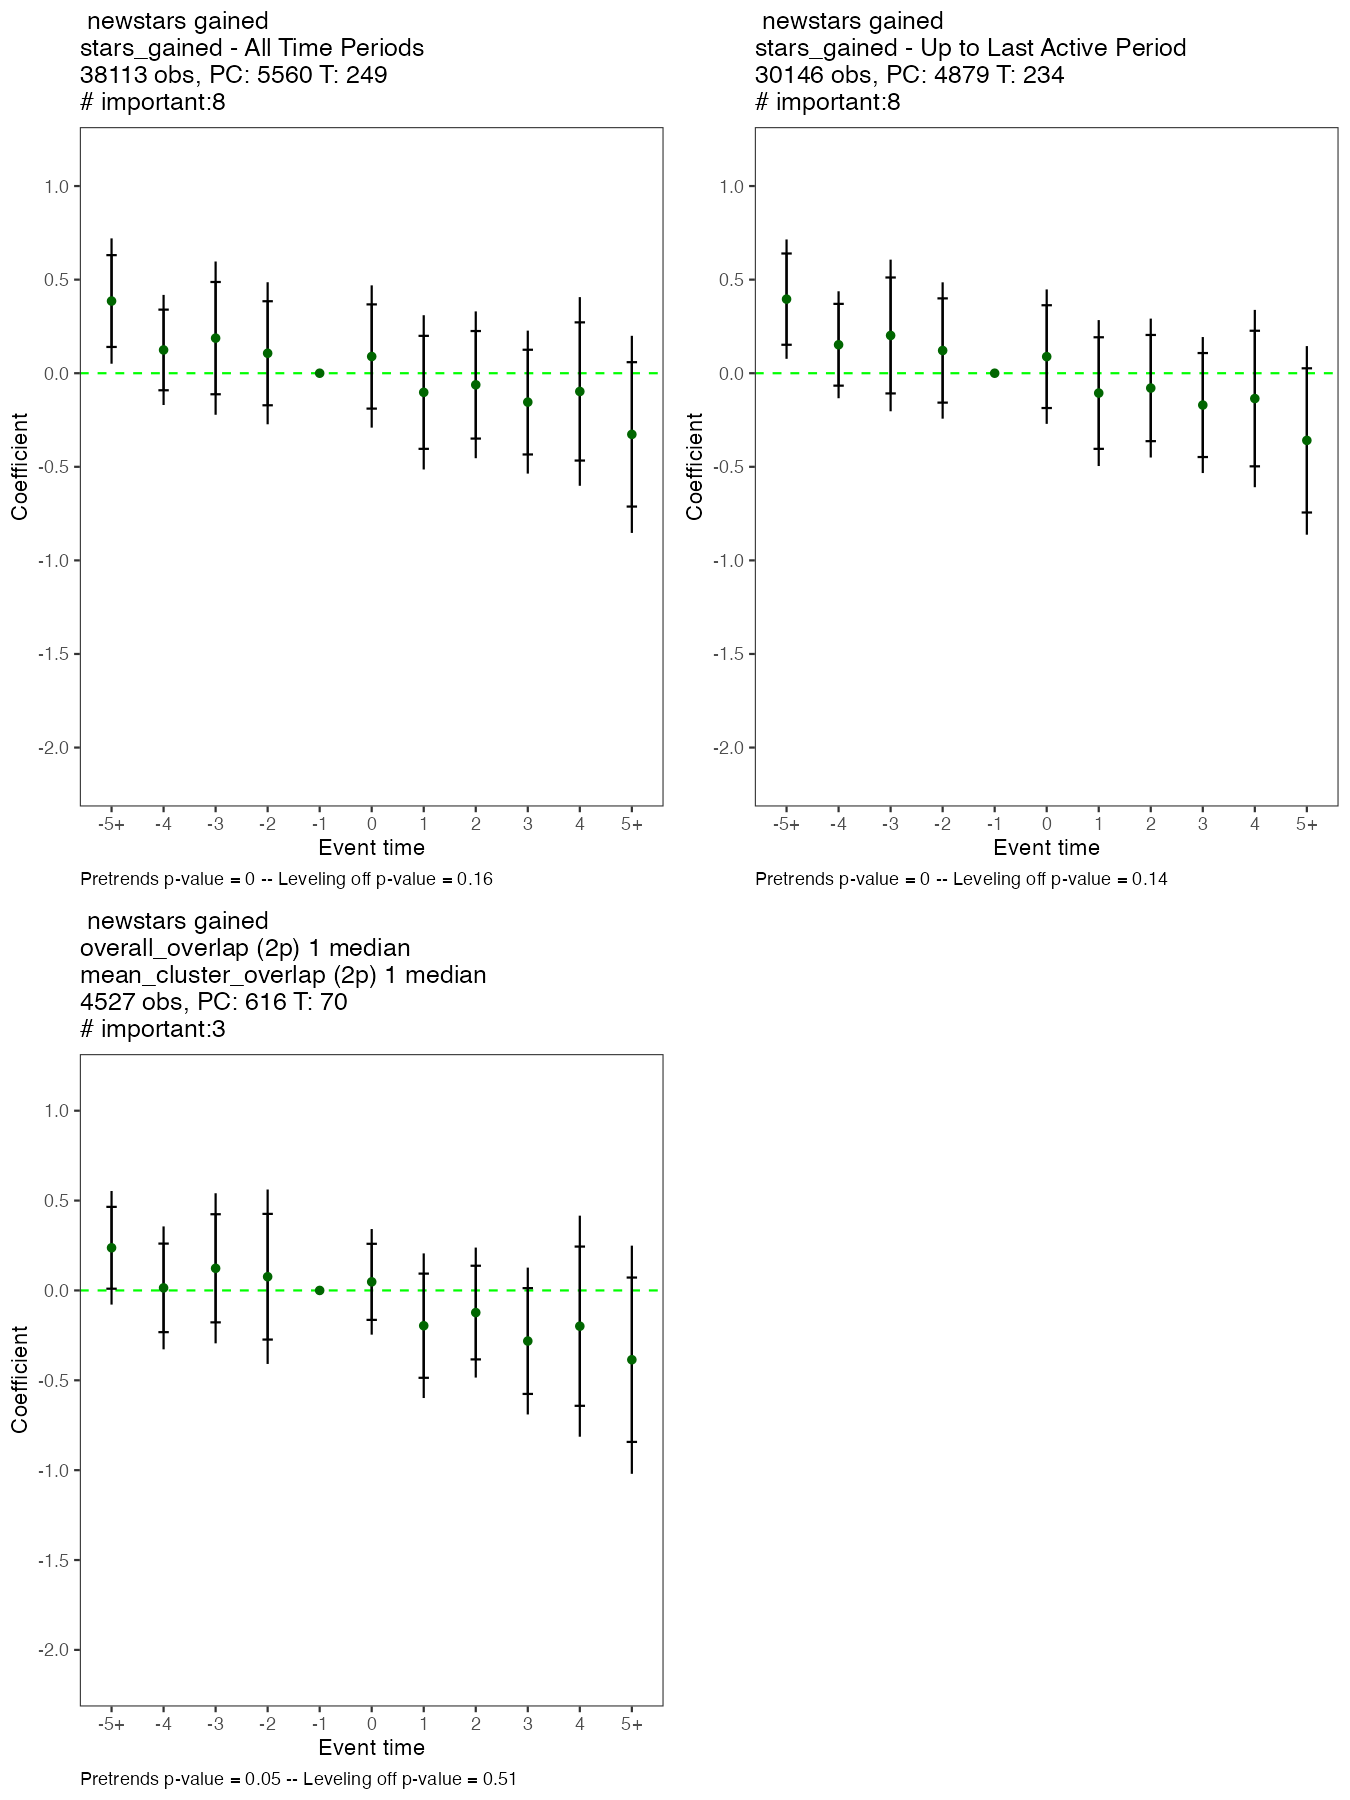 newstars gained
stars_gained - All Time Periods
38113 obs, PC: 5560 T: 249
# important:8
1.0
0.5
0.0
-0.5
-1.0
-1.5
-2.0
Coefficient
-5+ -4 -3 -2 -1 0 1 2 3 4 5+
Event time
Pretrends p-value = 0 -- Leveling off p-value = 0.16
newstars gained
stars_gained - Up to Last Active Period
30146 obs, PC: 4879 T: 234
# important:8
1.0
0.5
0.0
-0.5
-1.0
-1.5
-2.0
Coefficient
-5+ -4 -3 -2 -1 0 1 2 3 4 5+
Event time
Pretrends p-value = 0 -- Leveling off p-value = 0.14
newstars gained
overall_overlap (2p) 1 median
mean_cluster_overlap (2p) 1 median
4527 obs, PC: 616 T: 70
# important:3
1.0
0.5
0.0
-0.5
-1.0
-1.5
-2.0
Coefficient
-5+ -4 -3 -2 -1 0 1 2 3 4 5+
Event time
Pretrends p-value = 0.05 -- Leveling off p-value = 0.51